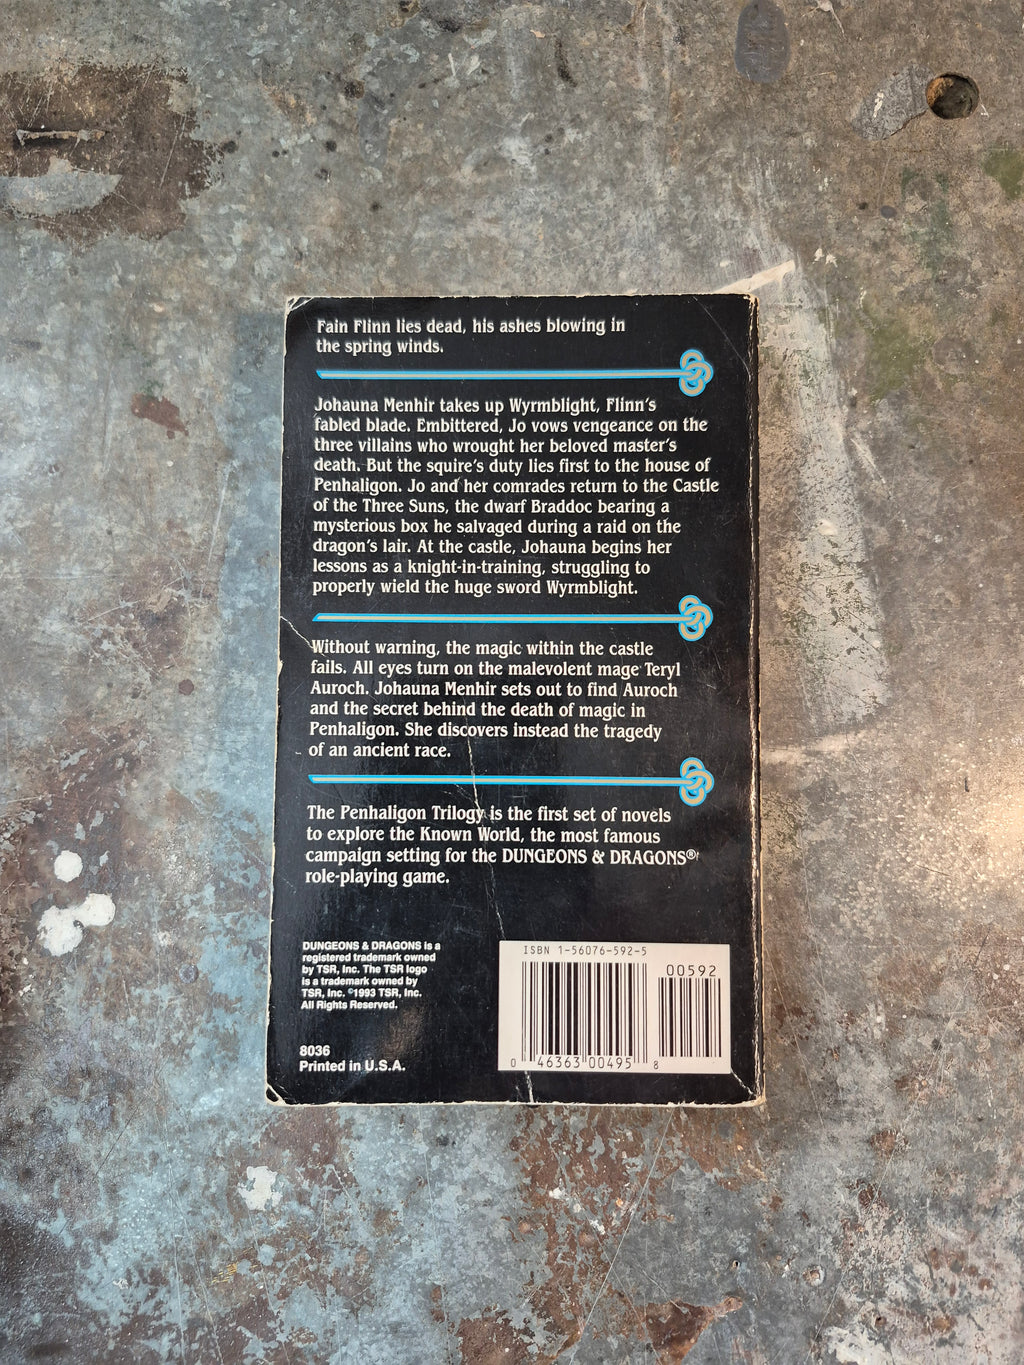 Fain Flinn lies dead, his ashes blowing in
the spring winds.
Johauna Menhir takes up Wyrmblight, Flinn's
fabled blade. Embittered, Jo vows vengeance on the
three villains who wrought her beloved master's
death. But the squire's duty lies first to the house of
Penhaligon. Jo and her comrades return to the Castle
of the Three Suns, the dwarf Braddoc bearing a
mysterious box he salvaged during a raid on the
dragon's lair. At the castle, Johauna begins her
lessons as a knight-in-training, struggling to
properly wield the huge sword Wyrmblight.
Without warning, the magic within the castle
fails. All eyes turn on the malevolent mage Teryl
Auroch. Johauna Menhir sets out to find Auroch
and the secret behind the death of magic in
Penhaligon. She discovers instead the tragedy
of an ancient race.
The Penhaligon Trilogy is the first set of novels
to explore the Known World, the most famous
campaign setting for the DUNGEONS & DRAGONS®
role-playing game.
DUNGEONS & DRAGONS is a
registered trademark owned
by TSR, Inc. The TSR logo
is a trademark owned by
TSR, Inc. ©1993 TSR, Inc.
All Rights Reserved.
8036
Printed in U.S.A.
ISBN 1-56076-592-5
00592
0 46363 00495 8